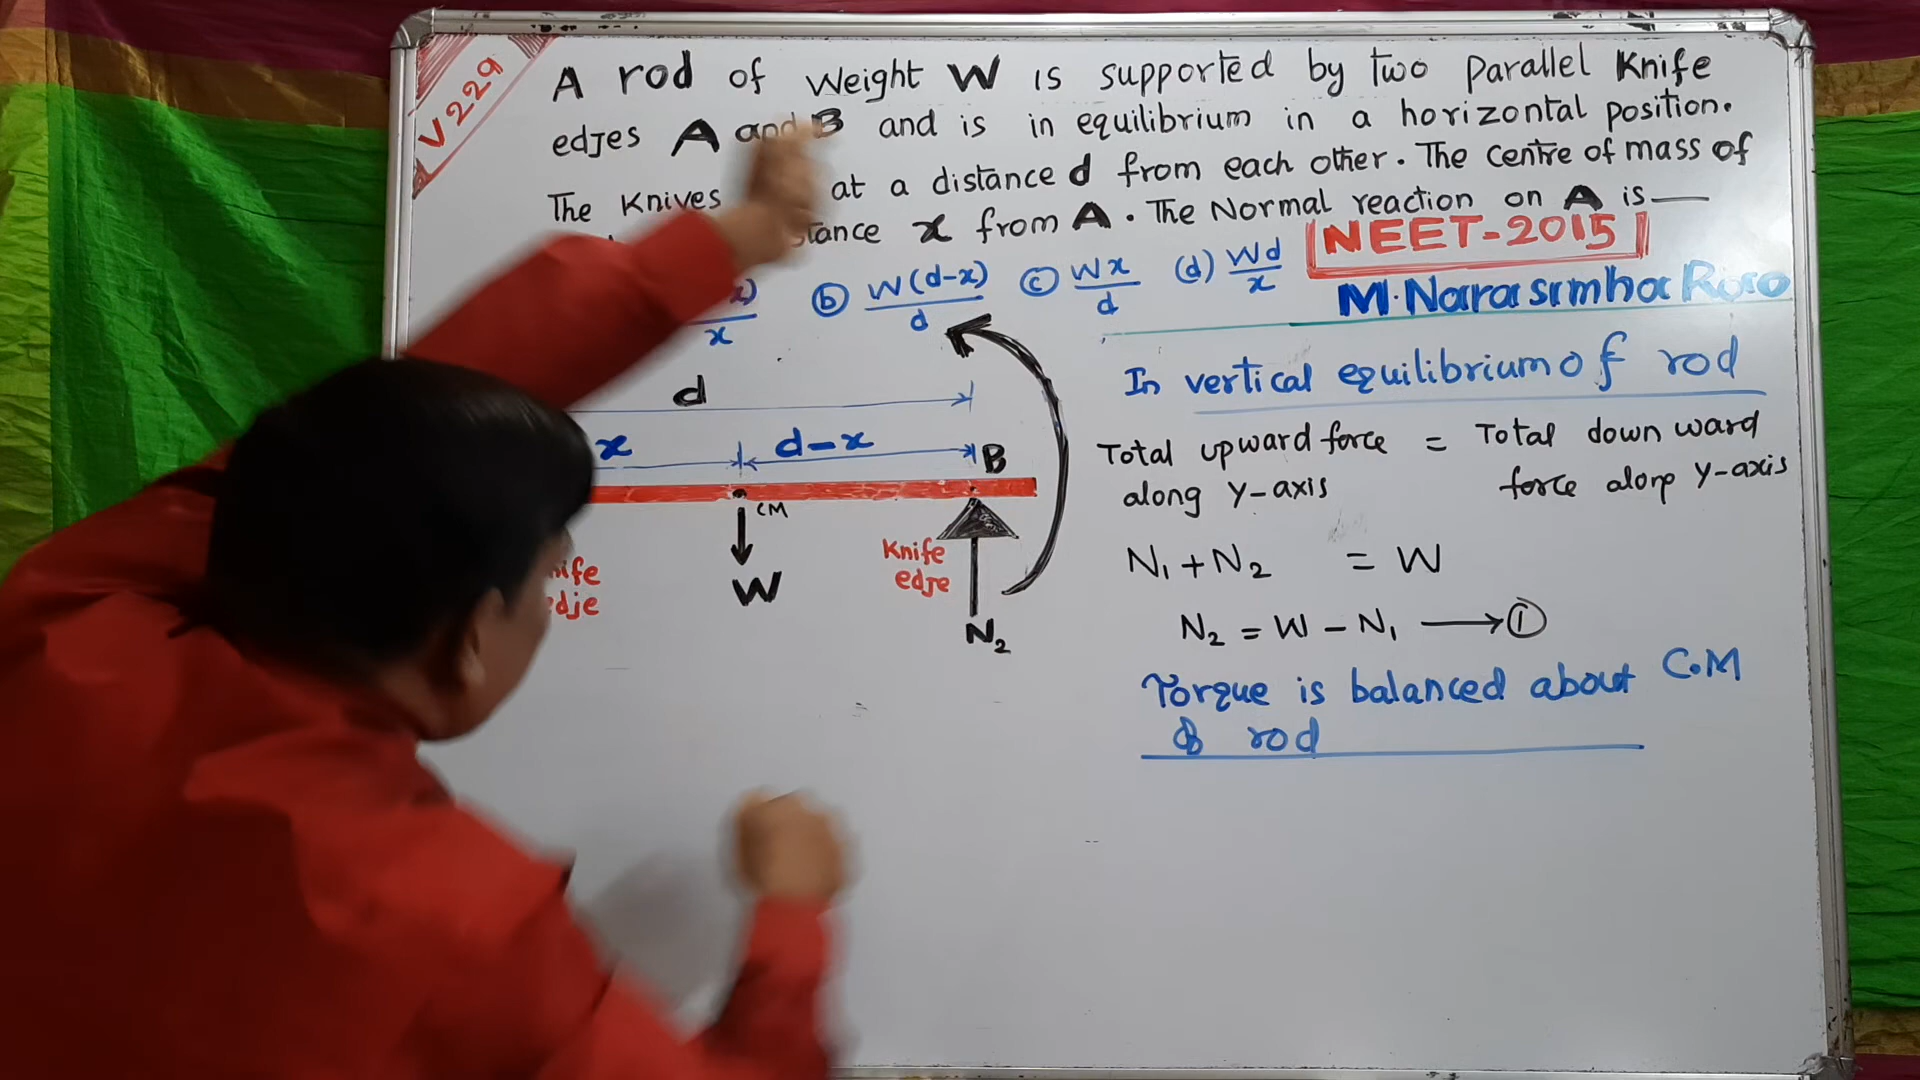 V229
A rod of weight W is supported by two parallel Knife
edjes A and B and is in equilibrium in a horizontal position.
The Knives at a distance d from each other. The centre of mass of
x from A. The Normal reaction on A is
NEET-2015
x) / x (b) W(d-x) / d (c) Wx / d (d) Wd / x
M. Narasimha Rao
In vertical equilibrium of rod
Total upward force = Total down ward
along Y-axis force along Y-axis
N₁ + N₂ = W
N₂ = W - N₁ ⟶ ①
Torque is balanced about C.M
of rod
d
x d-x
B
CM
W
Knife
edje
N₂